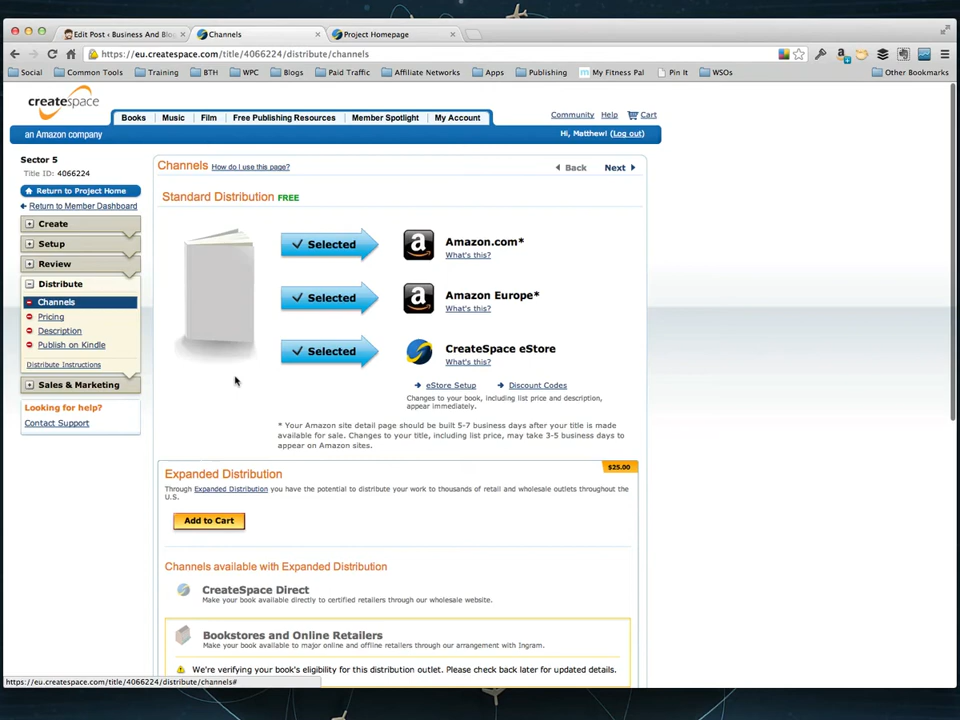 Edit Post ‹ Business And Blo
Channels
Project Homepage
https://eu.createspace.com/title/4066224/distribute/channels
Social
Common Tools
Training
BTH
WPC
Blogs
Paid Traffic
Affiliate Networks
Apps
Publishing
My Fitness Pal
Pin It
WSOs
Other Bookmarks
createspace
Community Help Cart
Books Music Film Free Publishing Resources Member Spotlight My Account
an Amazon company
Hi, Matthew! (Log out)
Sector 5
Title ID: 4066224
Return to Project Home
Return to Member Dashboard
Create
Setup
Review
Distribute
Channels
Pricing
Description
Publish on Kindle
Distribute Instructions
Sales & Marketing
Looking for help?
Contact Support
Channels How do I use this page?
Back Next
Standard Distribution FREE
Selected
Amazon.com*
What's this?
Selected
Amazon Europe*
What's this?
Selected
CreateSpace eStore
What's this?
eStore Setup Discount Codes
Changes to your book, including list price and description,
appear immediately.
* Your Amazon site detail page should be built 5-7 business days after your title is made
available for sale. Changes to your title, including list price, may take 3-5 business days to
appear on Amazon sites.
$25.00
Expanded Distribution
Through Expanded Distribution you have the potential to distribute your work to thousands of retail and wholesale outlets throughout the
U.S.
Add to Cart
Channels available with Expanded Distribution
CreateSpace Direct
Make your book available directly to certified retailers through our wholesale website.
Bookstores and Online Retailers
Make your book available to major online and offline retailers through our arrangement with Ingram.
We're verifying your book's eligibility for this distribution outlet. Please check back later for updated details.
https://eu.createspace.com/title/4066224/distribute/channels#